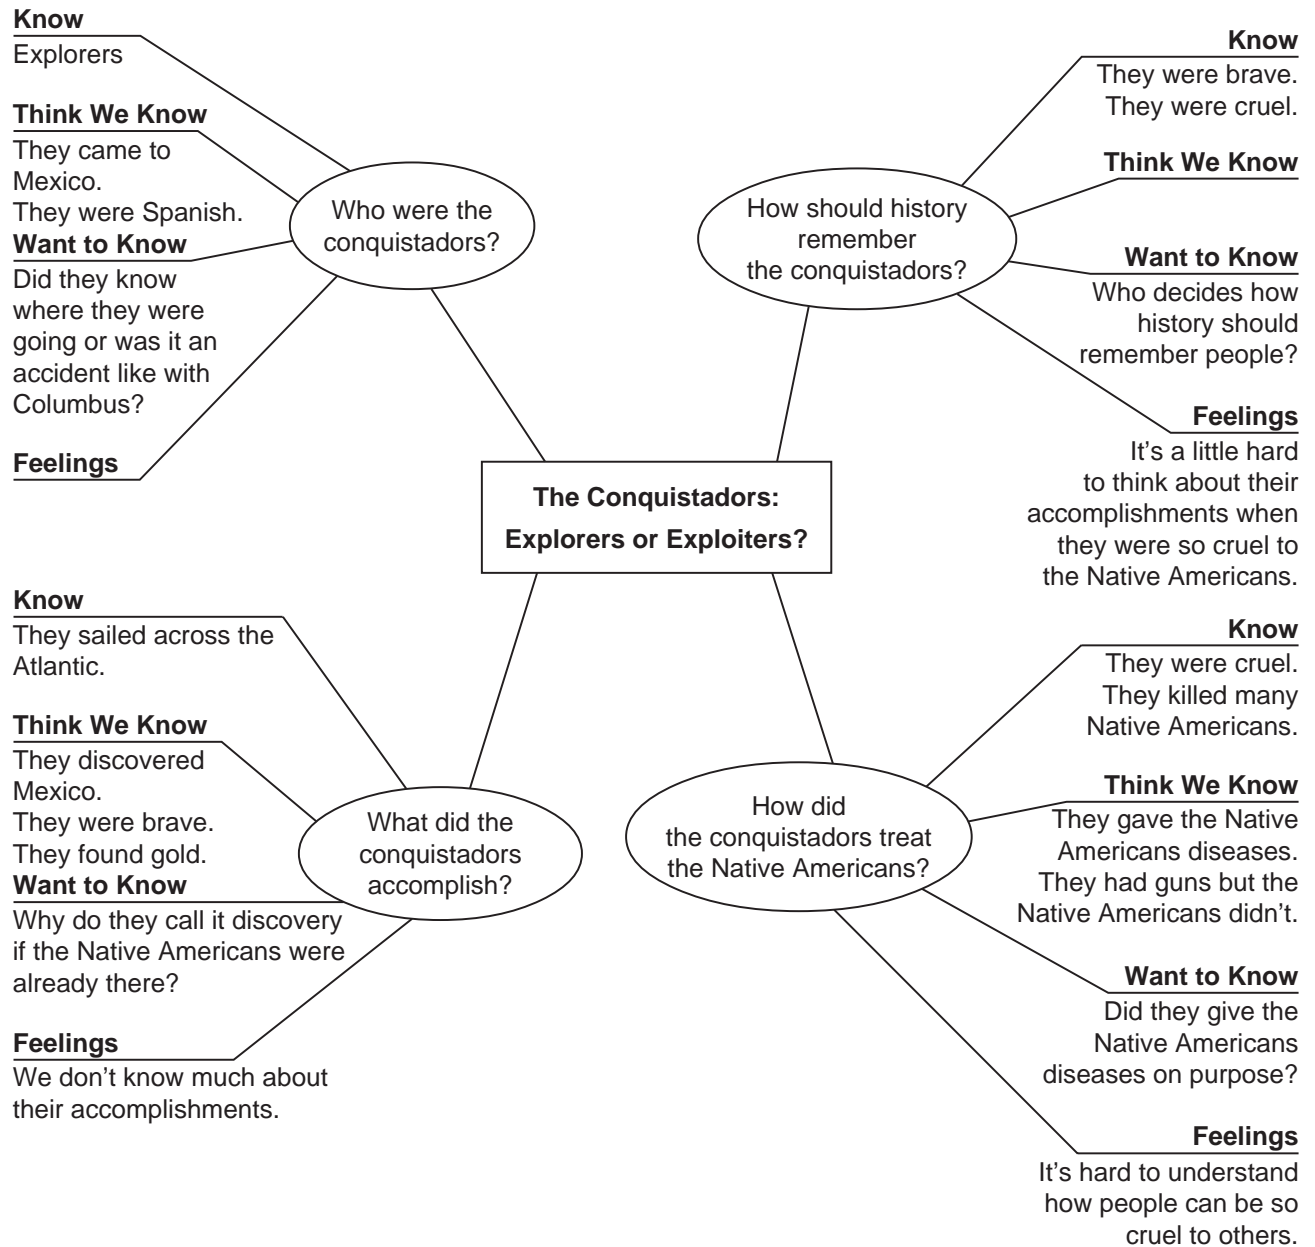 Know
Explorers
Think We Know
They came to
Mexico.
They were Spanish.
Want to Know
Did they know
where they were
going or was it an
accident like with
Columbus?
Feelings
Who were the
conquistadors?
How should history
remember
the conquistadors?
Know
They were brave.
They were cruel.
Think We Know
Want to Know
Who decides how
history should
remember people?
Feelings
It's a little hard
to think about their
accomplishments when
they were so cruel to
the Native Americans.
The Conquistadors:
Explorers or Exploiters?
Know
They sailed across the
Atlantic.
Think We Know
They discovered
Mexico.
They were brave.
They found gold.
Want to Know
Why do they call it discovery
if the Native Americans were
already there?
Feelings
We don't know much about
their accomplishments.
What did the
conquistadors
accomplish?
How did
the conquistadors treat
the Native Americans?
Know
They were cruel.
They killed many
Native Americans.
Think We Know
They gave the Native
Americans diseases.
They had guns but the
Native Americans didn't.
Want to Know
Did they give the
Native Americans
diseases on purpose?
Feelings
It's hard to understand
how people can be so
cruel to others.